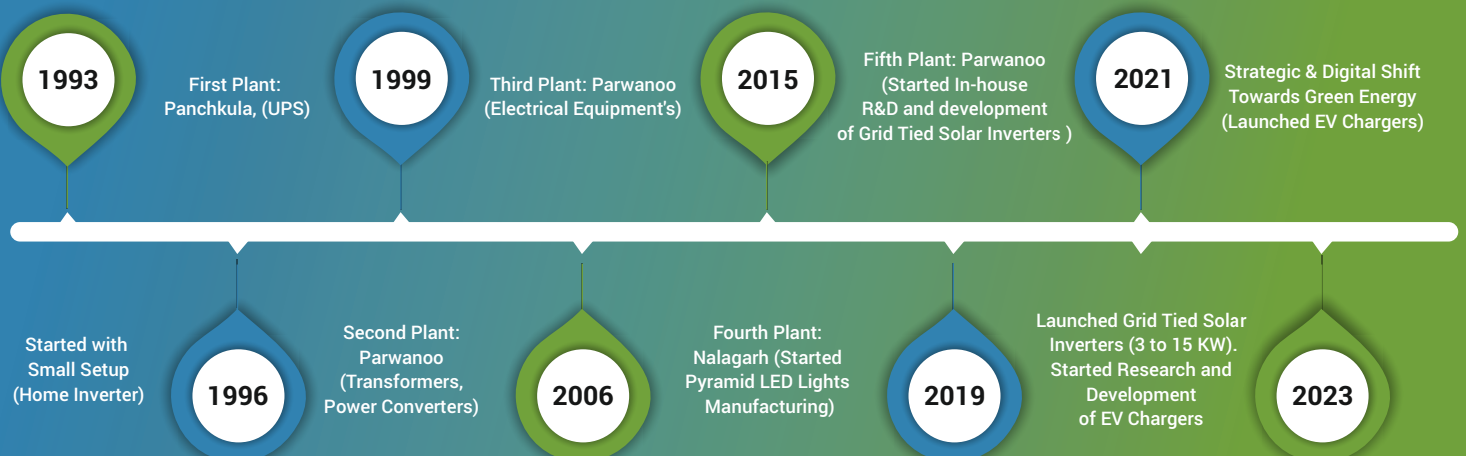 1993
Started with
Small Setup
(Home Inverter)
1996
First Plant:
Panchkula, (UPS)
1999
Second Plant:
Parwanoo
(Transformers,
Power Converters)
2006
Third Plant: Parwanoo
(Electrical Equipment's)
2015
Fourth Plant:
Nalagarh (Started
Pyramid LED Lights
Manufacturing)
2019
Fifth Plant: Parwanoo
(Started In-house
R&D and development
of Grid Tied Solar Inverters )
2021
Launched Grid Tied Solar
Inverters (3 to 15 KW).
Started Research and
Development
of EV Chargers
2023
Strategic & Digital Shift
Towards Green Energy
(Launched EV Chargers)